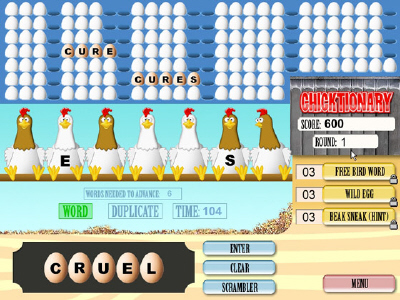 CURE
CURES
CHICKTIONARY
SCORE: 600
ROUND: 1
E S
03 FREE BIRD WORD
03 WILD EGG
03 BEAK SNEAK (HINT)
WORDS NEEDED TO ADVANCE: 6
WORD DUPLICATE TIME: 104
CRUEL
ENTER
CLEAR
SCRAMBLER
MENU